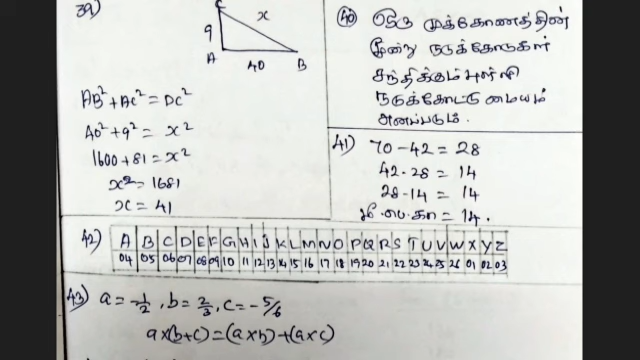 39)
C
x
9
A
40
B
AB² + AC² = DC²
40² + 9² = x²
1600 + 81 = x²
x² = 1681
x = 41
40) ஒரு முக்கோணத்தின்
மூன்று நடுக்கோடுகள்
சந்திக்கும் புள்ளி
நடுக்கோட்டு மையம்
எனப்படும்.
41) 70 - 42 = 28
42 - 28 = 14
28 - 14 = 14
மீ.பெ.கா = 14.
42) A B C D E F G H I J K L M N O P Q R S T U V W X Y Z
04 05 06 07 08 09 10 11 12 13 14 15 16 17 18 19 20 21 22 23 24 25 26 01 02 03
43) a = -1/2, b = 2/3, c = -5/6
a×(b+c) = (a×b)+(a×c)